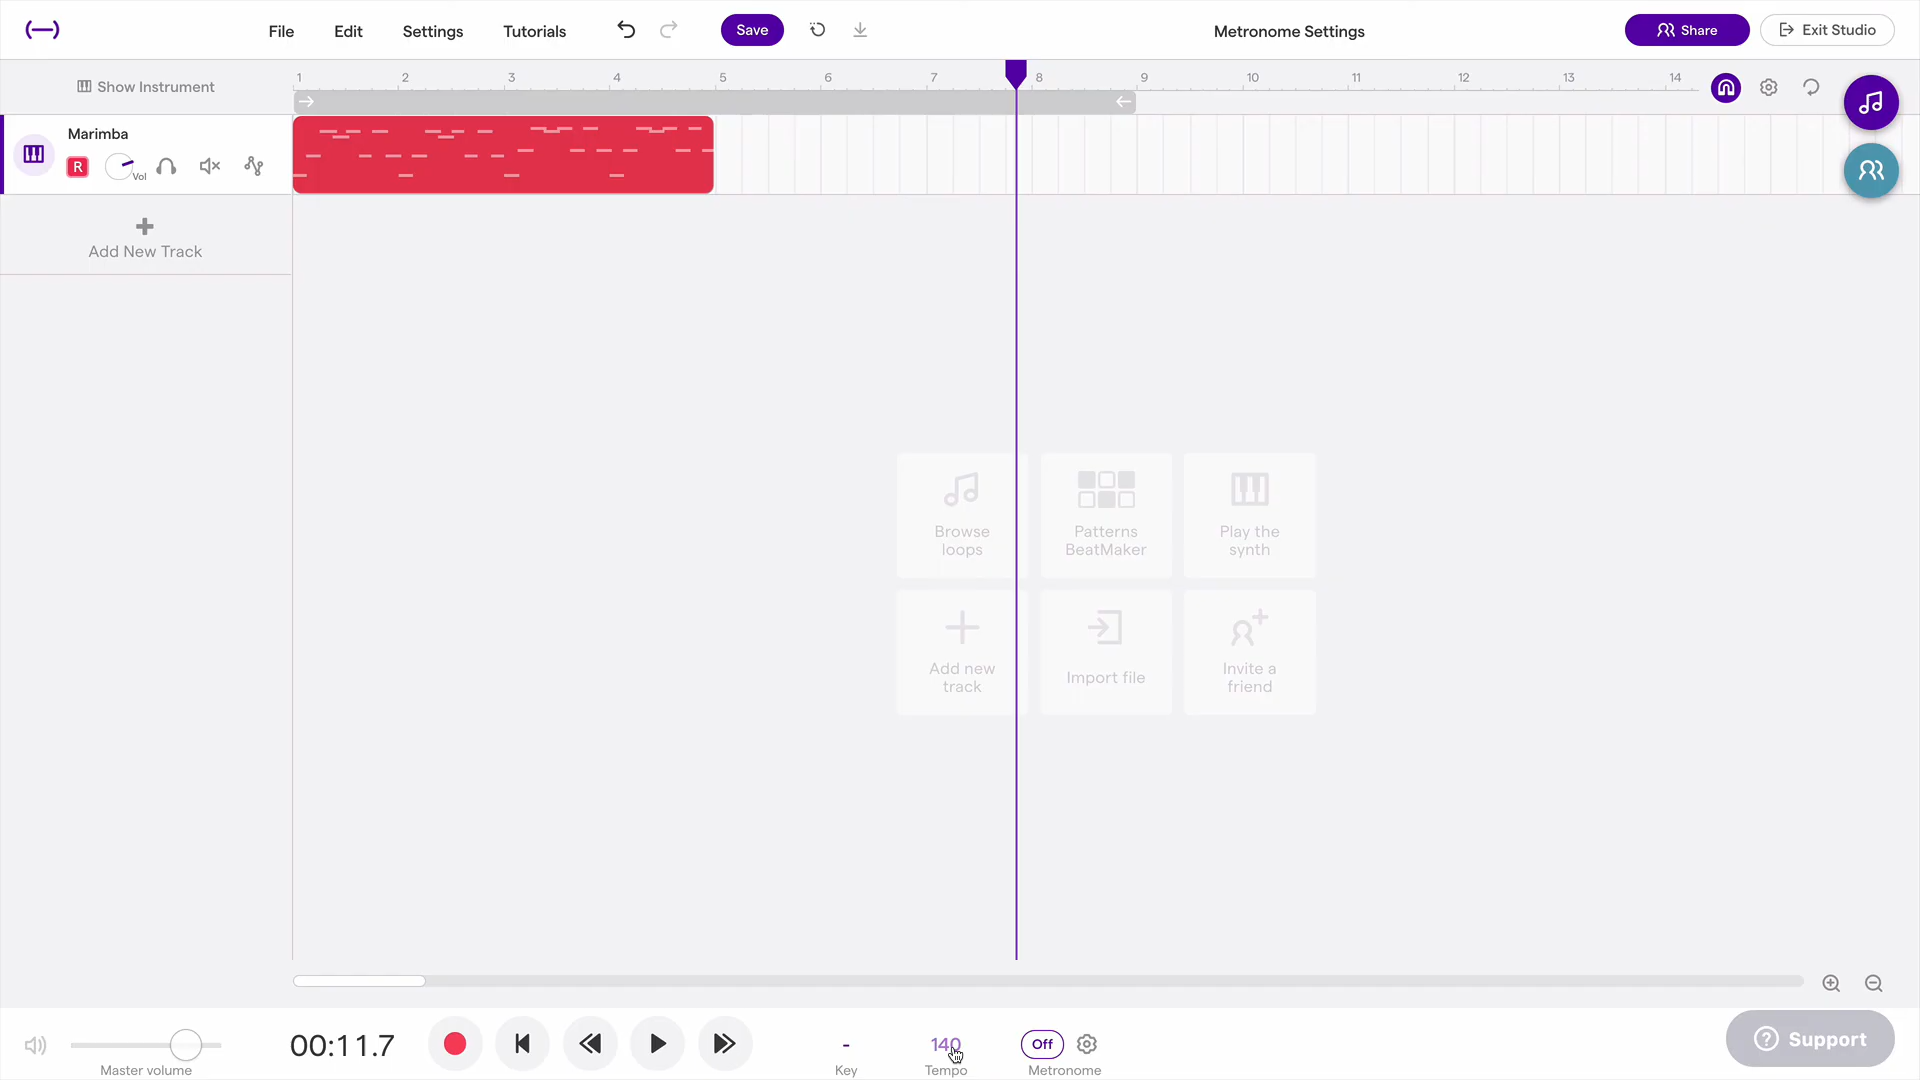 File Edit Settings Tutorials Save Metronome Settings Share Exit Studio
Show Instrument 1 2 3 4 5 6 7 8 9 10 11 12 13 14
Marimba
R Vol
Add New Track
Browse
loops
Patterns
BeatMaker
Play the
synth
Add new
track
Import file
Invite a
friend
00:11.7 - 140 Off Support
Master volume Key Tempo Metronome